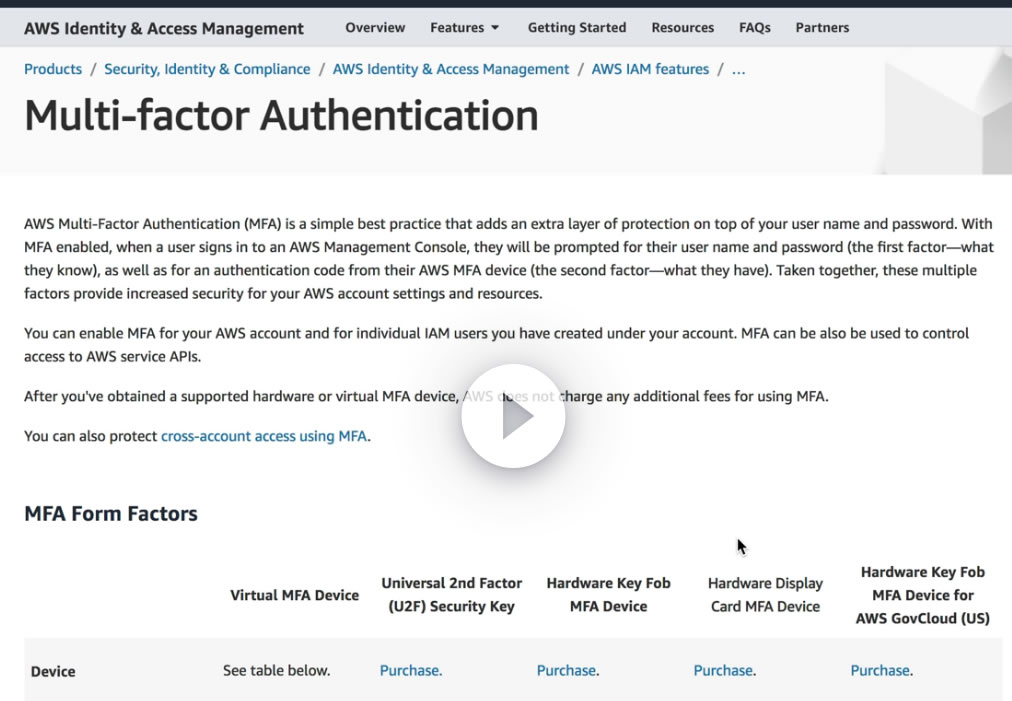 AWS Identity & Access Management Overview Features Getting Started Resources FAQs Partners
Products / Security, Identity & Compliance / AWS Identity & Access Management / AWS IAM features / ...
Multi-factor Authentication
AWS Multi-Factor Authentication (MFA) is a simple best practice that adds an extra layer of protection on top of your user name and password. With
MFA enabled, when a user signs in to an AWS Management Console, they will be prompted for their user name and password (the first factor—what
they know), as well as for an authentication code from their AWS MFA device (the second factor—what they have). Taken together, these multiple
factors provide increased security for your AWS account settings and resources.
You can enable MFA for your AWS account and for individual IAM users you have created under your account. MFA can be also be used to control
access to AWS service APIs.
After you've obtained a supported hardware or virtual MFA device, AWS does not charge any additional fees for using MFA.
You can also protect cross-account access using MFA.
MFA Form Factors
Virtual MFA Device
Universal 2nd Factor
(U2F) Security Key
Hardware Key Fob
MFA Device
Hardware Display
Card MFA Device
Hardware Key Fob
MFA Device for
AWS GovCloud (US)
Device See table below. Purchase. Purchase. Purchase. Purchase.